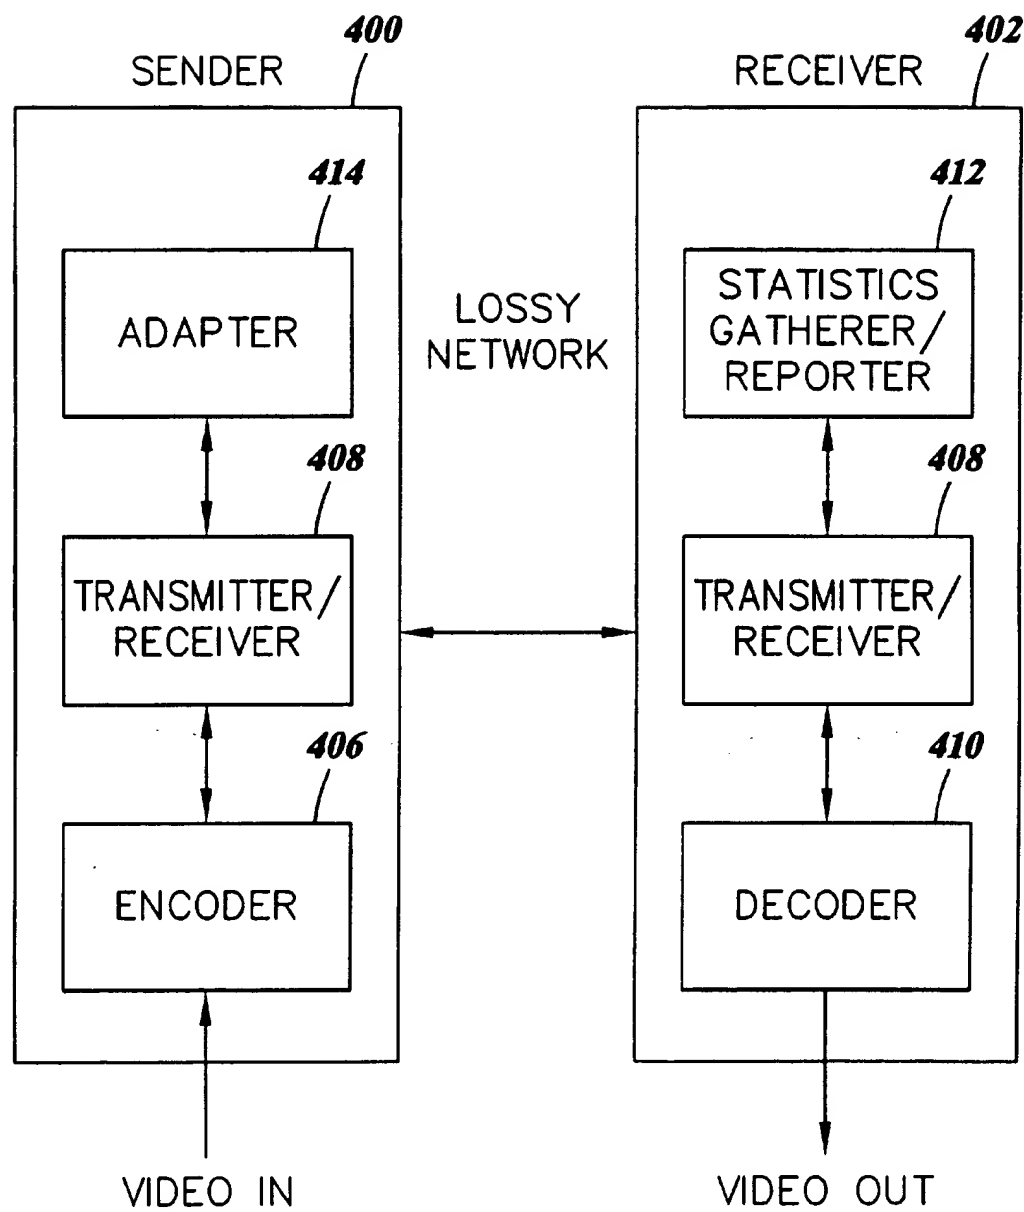 400
SENDER
414
ADAPTER
408
TRANSMITTER/
RECEIVER
406
ENCODER
VIDEO IN
LOSSY
NETWORK
402
RECEIVER
412
STATISTICS
GATHERER/
REPORTER
408
TRANSMITTER/
RECEIVER
410
DECODER
VIDEO OUT